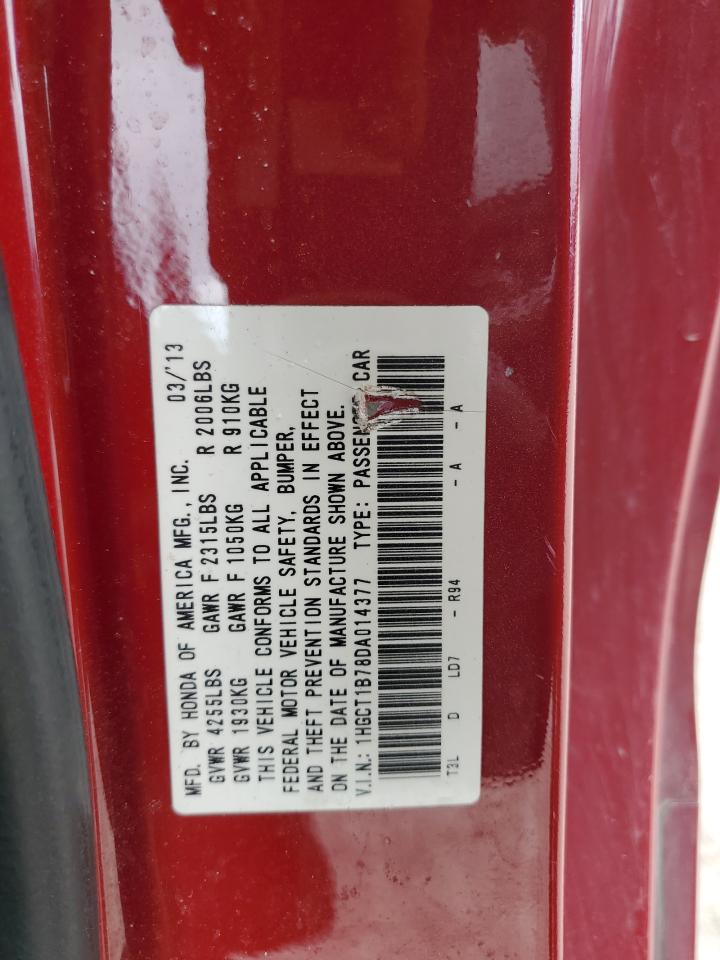 MFD. BY HONDA OF AMERICA MFG., INC. 03/'13
GVWR 4255LBS GAWR F 2315LBS R 2006LBS
GVWR 1930KG GAWR F 1050KG R 910KG
THIS VEHICLE CONFORMS TO ALL APPLICABLE
FEDERAL MOTOR VEHICLE SAFETY, BUMPER,
AND THEFT PREVENTION STANDARDS IN EFFECT
ON THE DATE OF MANUFACTURE SHOWN ABOVE.
V.I.N.: 1HGCT1B78DA014377 TYPE: PASSENGER CAR
T3L D LD7 - R94 - A - A